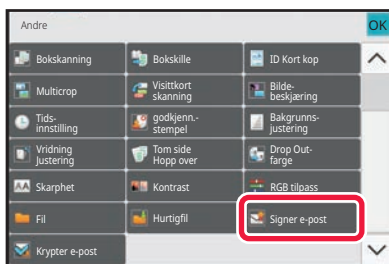 Andre
OK
Bokskanning
Bokskille
ID Kort kop
Multicrop
Visittkort
skanning
Bilde-
beskjæring
Tids-
innstilling
godkjenn.-
stempel
Bakgrunns-
justering
Vridning
Justering
Tom side
Hopp over
Drop Out-
farge
Skarphet
Kontrast
RGB tilpass
Fil
Hurtigfil
Signer e-post
Krypter e-post